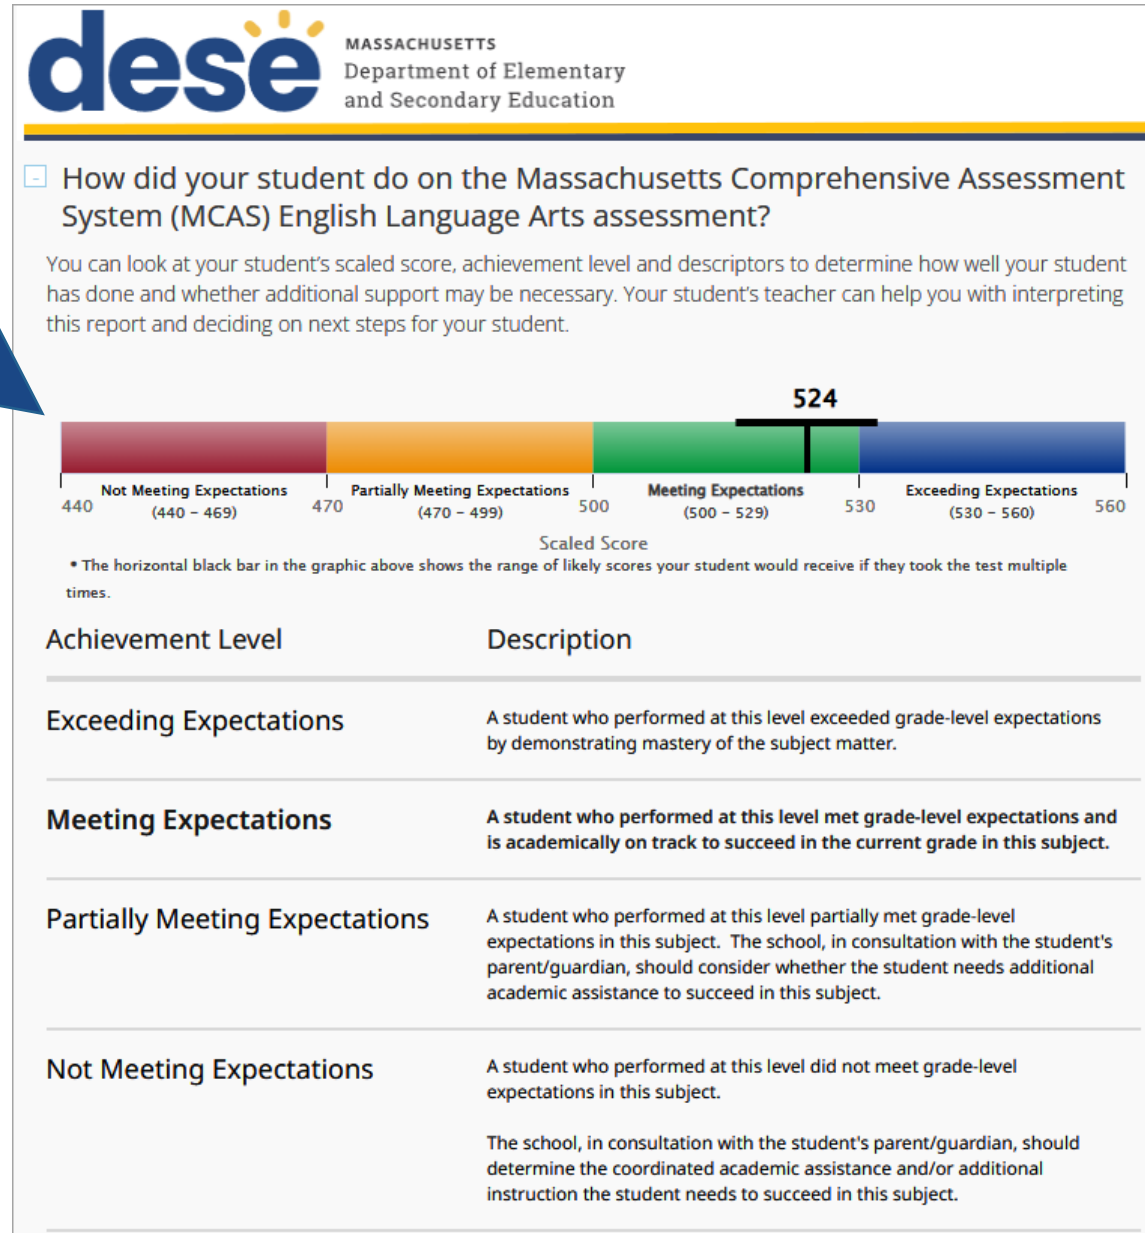 dese
MASSACHUSETTS
Department of Elementary
and Secondary Education
-
How did your student do on the Massachusetts Comprehensive Assessment
System (MCAS) English Language Arts assessment?
You can look at your student's scaled score, achievement level and descriptors to determine how well your student
has done and whether additional support may be necessary. Your student's teacher can help you with interpreting
this report and deciding on next steps for your student.
524
440 Not Meeting Expectations 470 Partially Meeting Expectations 500 Meeting Expectations 530 Exceeding Expectations 560
(440 - 469) (470 - 499) (500 - 529) (530 - 560)
Scaled Score
* The horizontal black bar in the graphic above shows the range of likely scores your student would receive if they took the test multiple
times.
Achievement Level Description
Exceeding Expectations A student who performed at this level exceeded grade-level expectations
by demonstrating mastery of the subject matter.
Meeting Expectations A student who performed at this level met grade-level expectations and
is academically on track to succeed in the current grade in this subject.
Partially Meeting Expectations A student who performed at this level partially met grade-level
expectations in this subject. The school, in consultation with the student's
parent/guardian, should consider whether the student needs additional
academic assistance to succeed in this subject.
Not Meeting Expectations A student who performed at this level did not meet grade-level
expectations in this subject.
The school, in consultation with the student's parent/guardian, should
determine the coordinated academic assistance and/or additional
instruction the student needs to succeed in this subject.